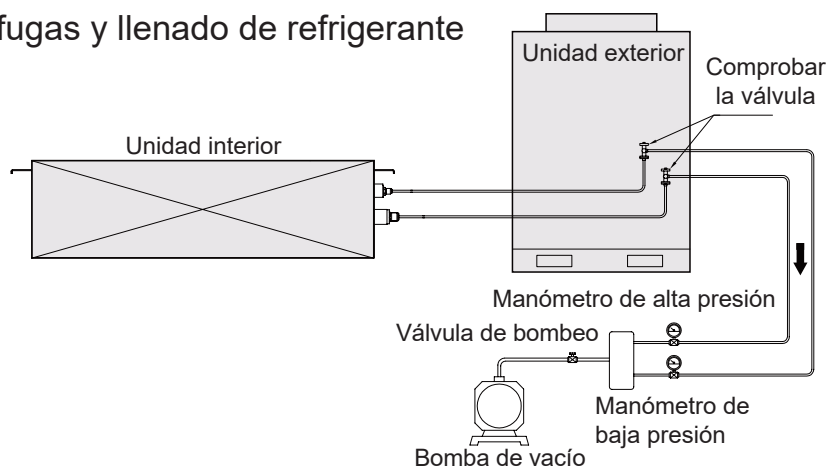 fugas y llenado de refrigerante
Unidad exterior
Comprobar
la válvula
Unidad interior
Manómetro de alta presión
Válvula de bombeo
Manómetro de
baja presión
Bomba de vacío